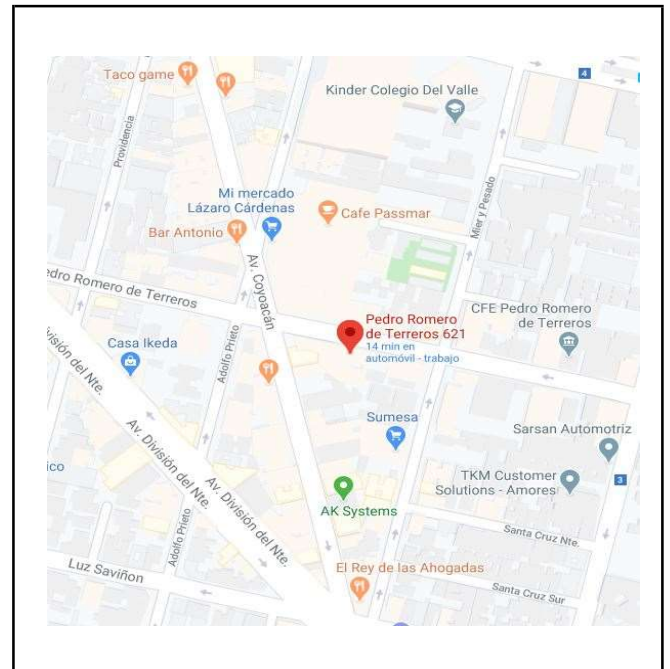 4
Taco game
Kinder Colegio Del Valle
Providencia
Mier y Pesado
Mi mercado
Lázaro Cárdenas
Cafe Passmar
Bar Antonio
Av. Coyoacán
edro Romero de Terreros
Pedro Romero
de Terreros 621
14 min en
automóvil - trabajo
CFE Pedro Romero
de Terreros
Casa Ikeda
Adolfo Prieto
visión del Nte.
Sumesa
Sarsan Automotriz
Av. División del Nte.
Av. División del Nte.
ico
TKM Customer
Solutions - Amores
3
AK Systems
Adolfo Prieto
Santa Cruz Nte.
Luz Saviñon
El Rey de las Ahogadas
Santa Cruz Sur